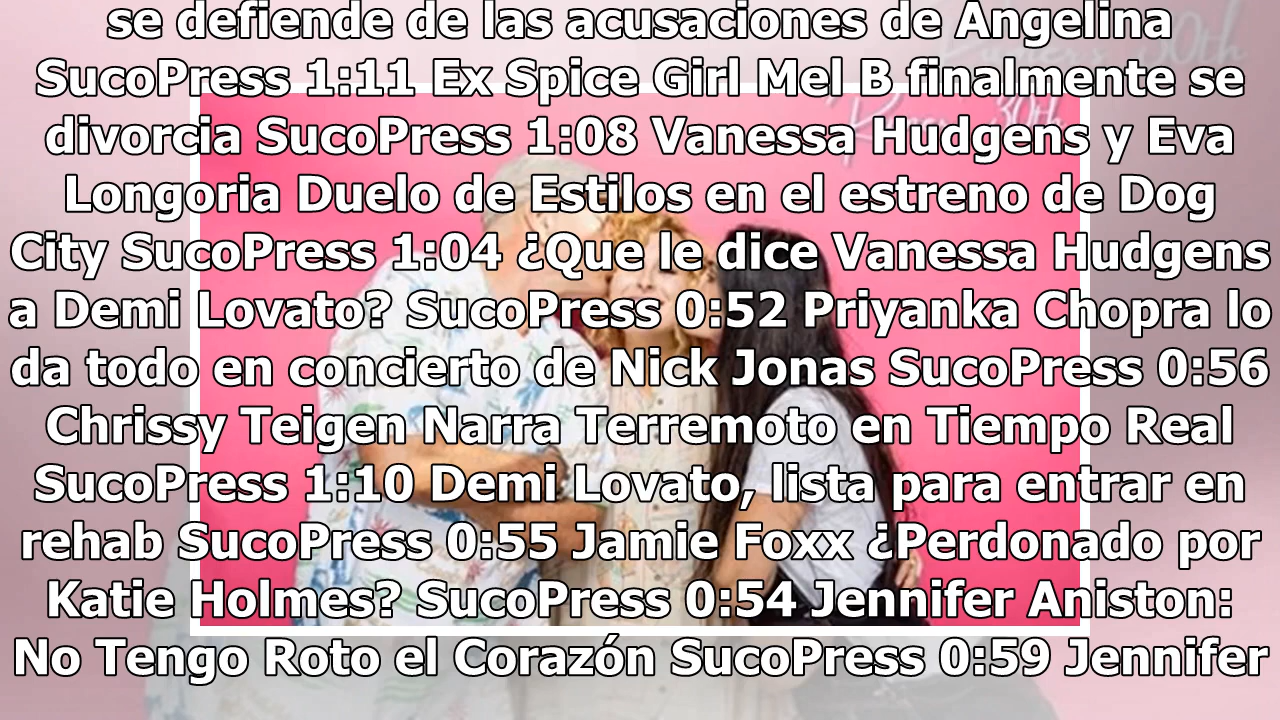 se defiende de las acusaciones de Angelina
SucoPress 1:11 Ex Spice Girl Mel B finalmente se
divorcia SucoPress 1:08 Vanessa Hudgens y Eva
Longoria Duelo de Estilos en el estreno de Dog
City SucoPress 1:04 ¿Que le dice Vanessa Hudgens
a Demi Lovato? SucoPress 0:52 Priyanka Chopra lo
da todo en concierto de Nick Jonas SucoPress 0:56
Chrissy Teigen Narra Terremoto en Tiempo Real
SucoPress 1:10 Demi Lovato, lista para entrar en
rehab SucoPress 0:55 Jamie Foxx ¿Perdonado por
Katie Holmes? SucoPress 0:54 Jennifer Aniston:
No Tengo Roto el Corazón SucoPress 0:59 Jennifer
30th
30th